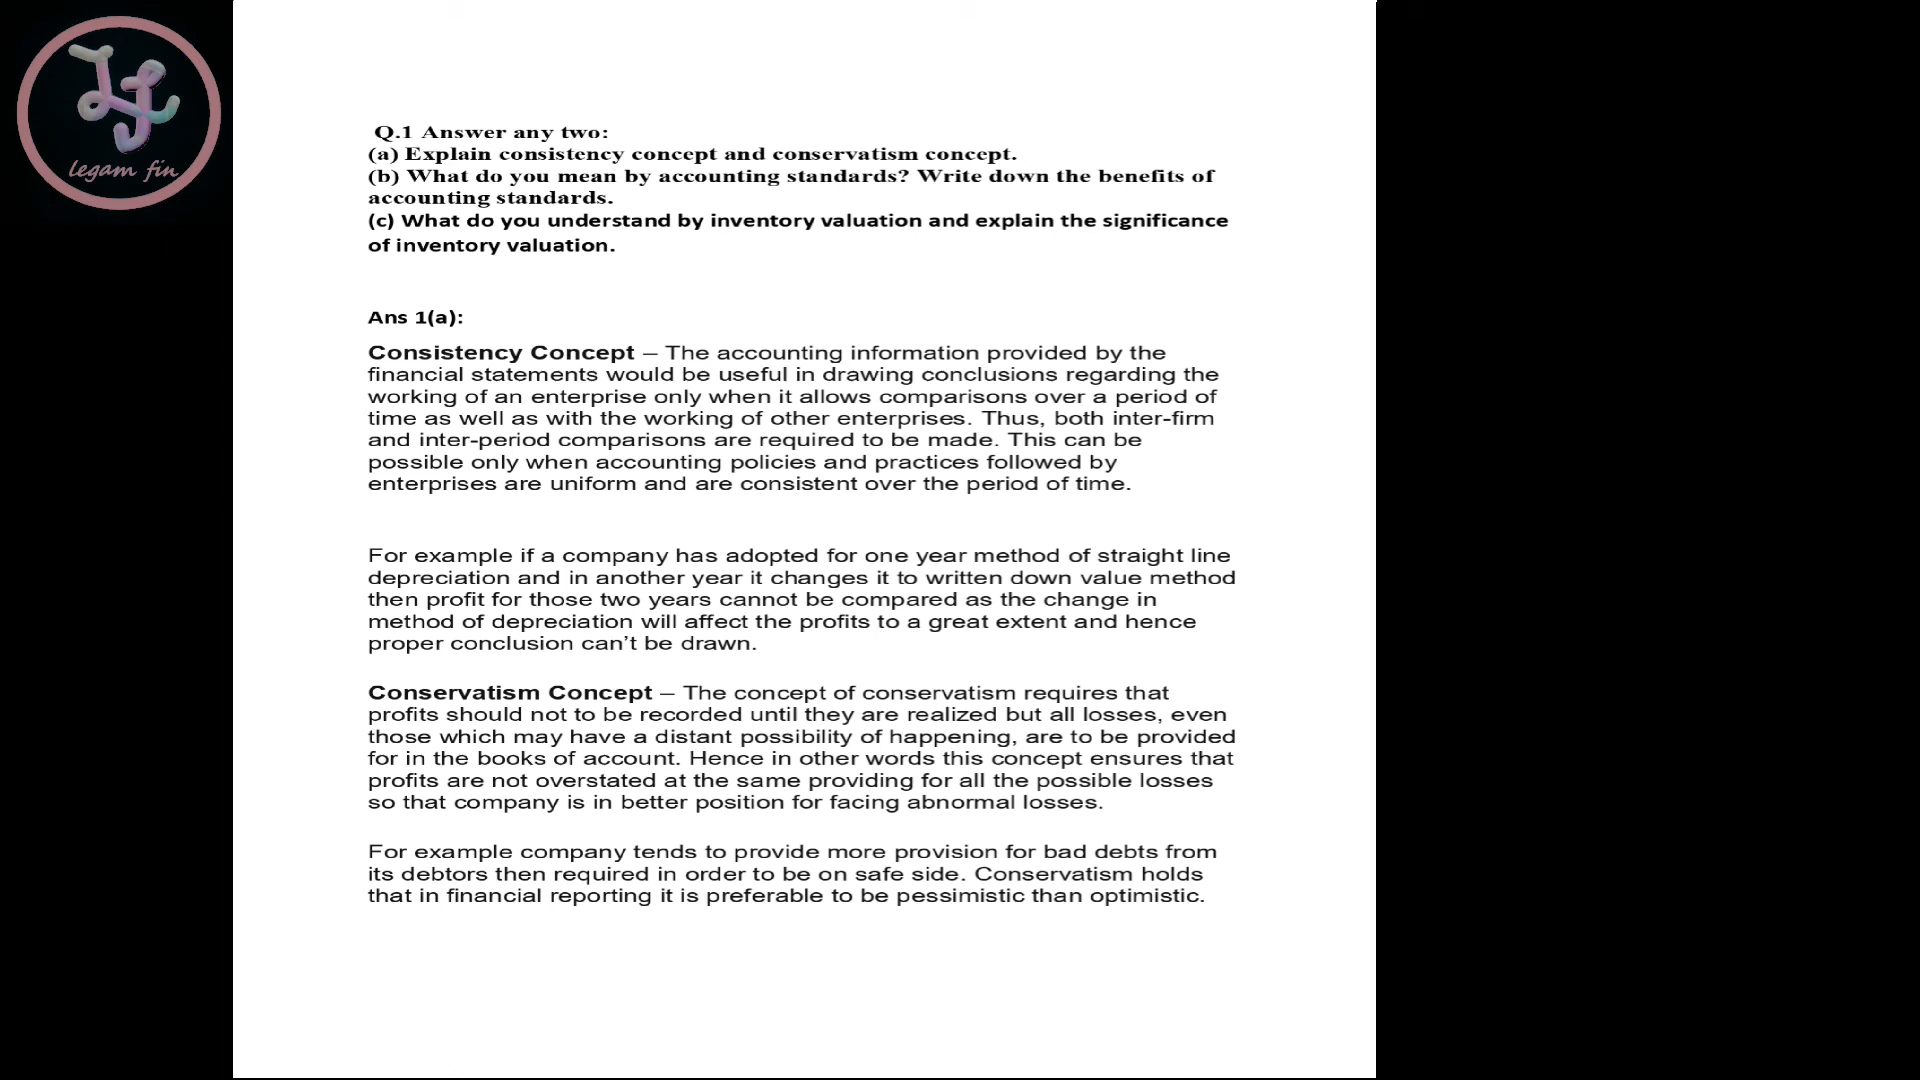 legam fin
Q.1 Answer any two:
(a) Explain consistency concept and conservatism concept.
(b) What do you mean by accounting standards? Write down the benefits of
accounting standards.
(c) What do you understand by inventory valuation and explain the significance
of inventory valuation.
Ans 1(a):
Consistency Concept – The accounting information provided by the
financial statements would be useful in drawing conclusions regarding the
working of an enterprise only when it allows comparisons over a period of
time as well as with the working of other enterprises. Thus, both inter-firm
and inter-period comparisons are required to be made. This can be
possible only when accounting policies and practices followed by
enterprises are uniform and are consistent over the period of time.
For example if a company has adopted for one year method of straight line
depreciation and in another year it changes it to written down value method
then profit for those two years cannot be compared as the change in
method of depreciation will affect the profits to a great extent and hence
proper conclusion can’t be drawn.
Conservatism Concept – The concept of conservatism requires that
profits should not to be recorded until they are realized but all losses, even
those which may have a distant possibility of happening, are to be provided
for in the books of account. Hence in other words this concept ensures that
profits are not overstated at the same providing for all the possible losses
so that company is in better position for facing abnormal losses.
For example company tends to provide more provision for bad debts from
its debtors then required in order to be on safe side. Conservatism holds
that in financial reporting it is preferable to be pessimistic than optimistic.